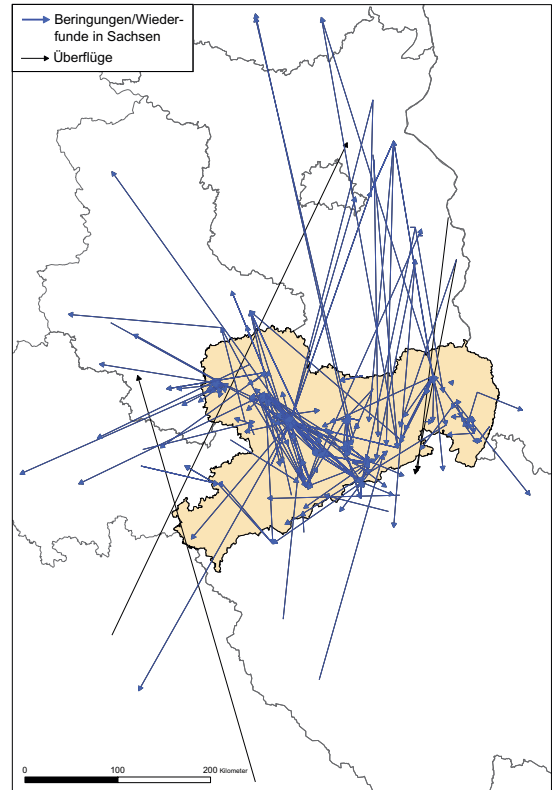 Beringungen/Wieder-
funde in Sachsen
Überflüge
0 100 200 Kilometer